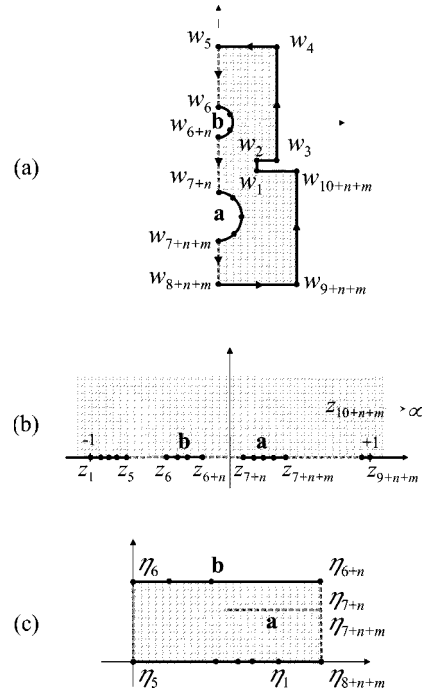 w₅ w₄
w₆
b
w₆₊ₙ
(a)
w₂ w₃
w₇₊ₙ w₁ w₁₀₊ₙ₊ₘ
a
w₇₊ₙ₊ₘ
w₈₊ₙ₊ₘ w₉₊ₙ₊ₘ
(b)
z₁₀₊ₙ₊ₘ ∝
-1 b a +1
z₁ z₅ z₆ z₆₊ₙ z₇₊ₙ z₇₊ₙ₊ₘ z₉₊ₙ₊ₘ
η₆ b η₆₊ₙ
η₇₊ₙ
(c) a η₇₊ₙ₊ₘ
η₅ η₁ η₈₊ₙ₊ₘ